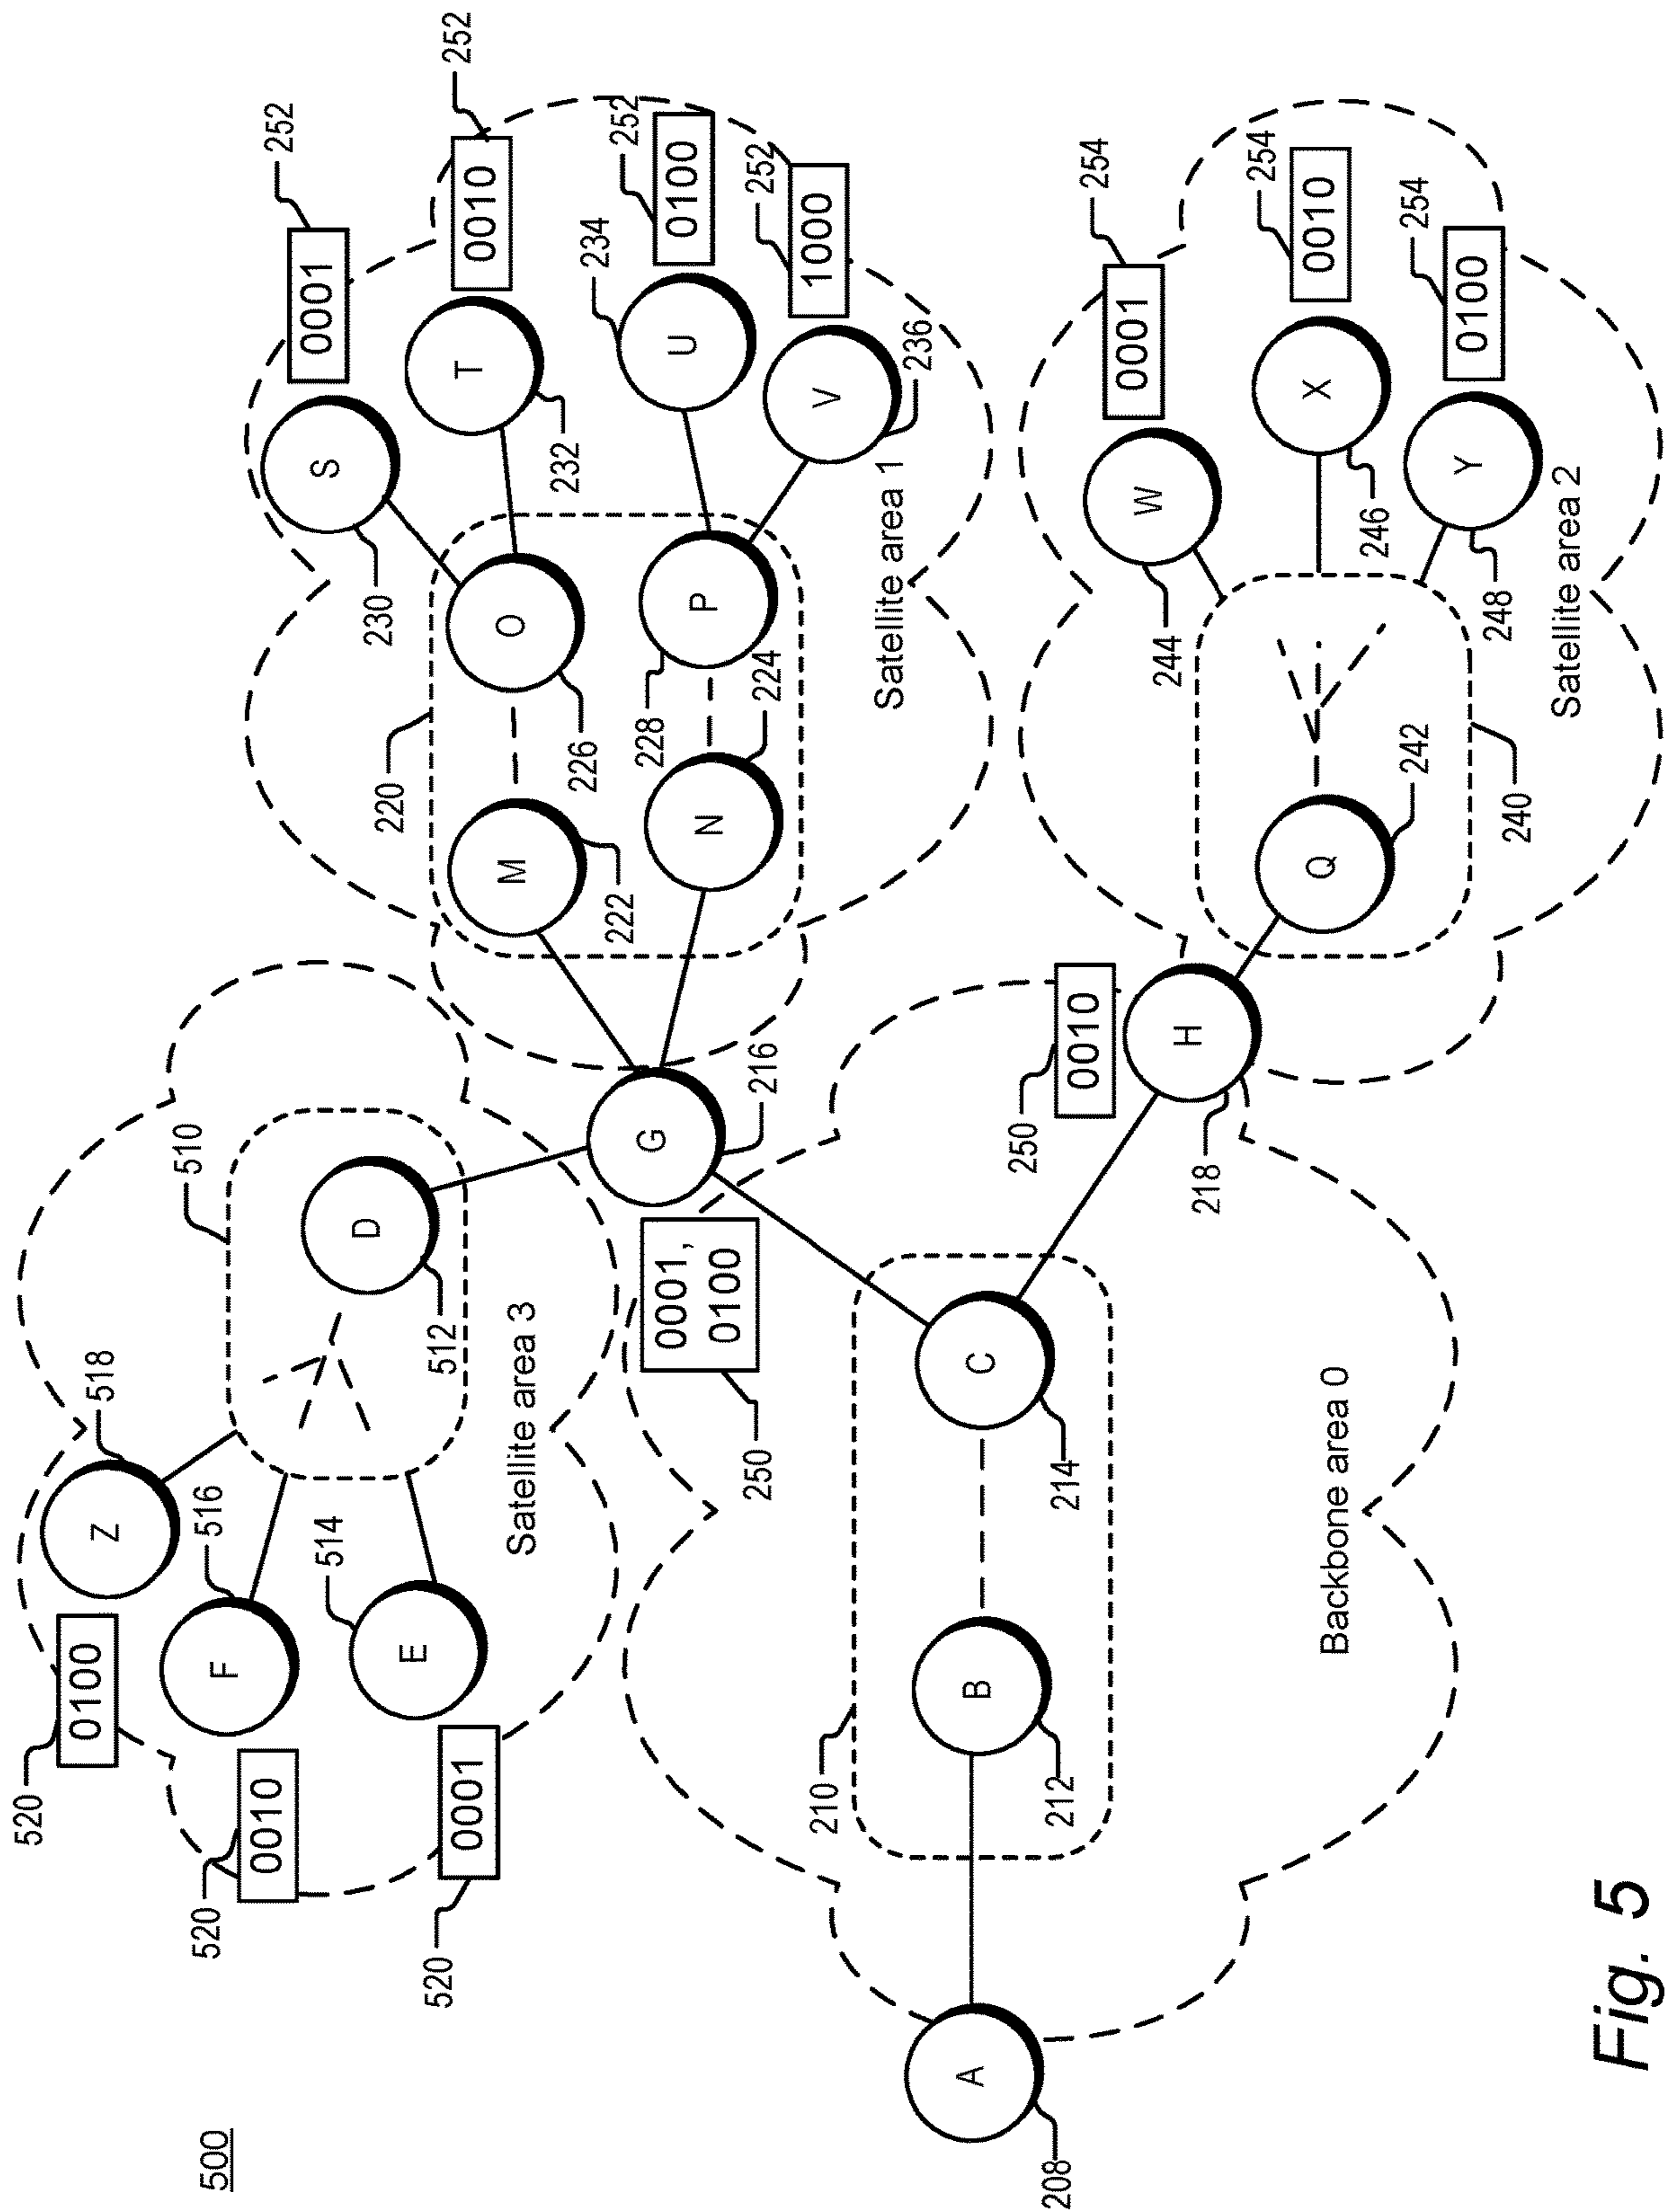 500
520
0100
Z
518
510
F
516
520
0010
E
514
D
512
520
0001
Satellite area 3
0001,
0100
250
G
216
252
0001
S
230
252
0010
T
232
220
O
226
M
222
234
252
0100
U
252
1000
V
236
P
228
N
224
Satellite area 1
A
208
210
B
212
C
214
Backbone area 0
250
0010
H
218
254
0001
W
244
254
0010
X
246
254
0100
Y
248
Q
242
240
Satellite area 2
Fig. 5